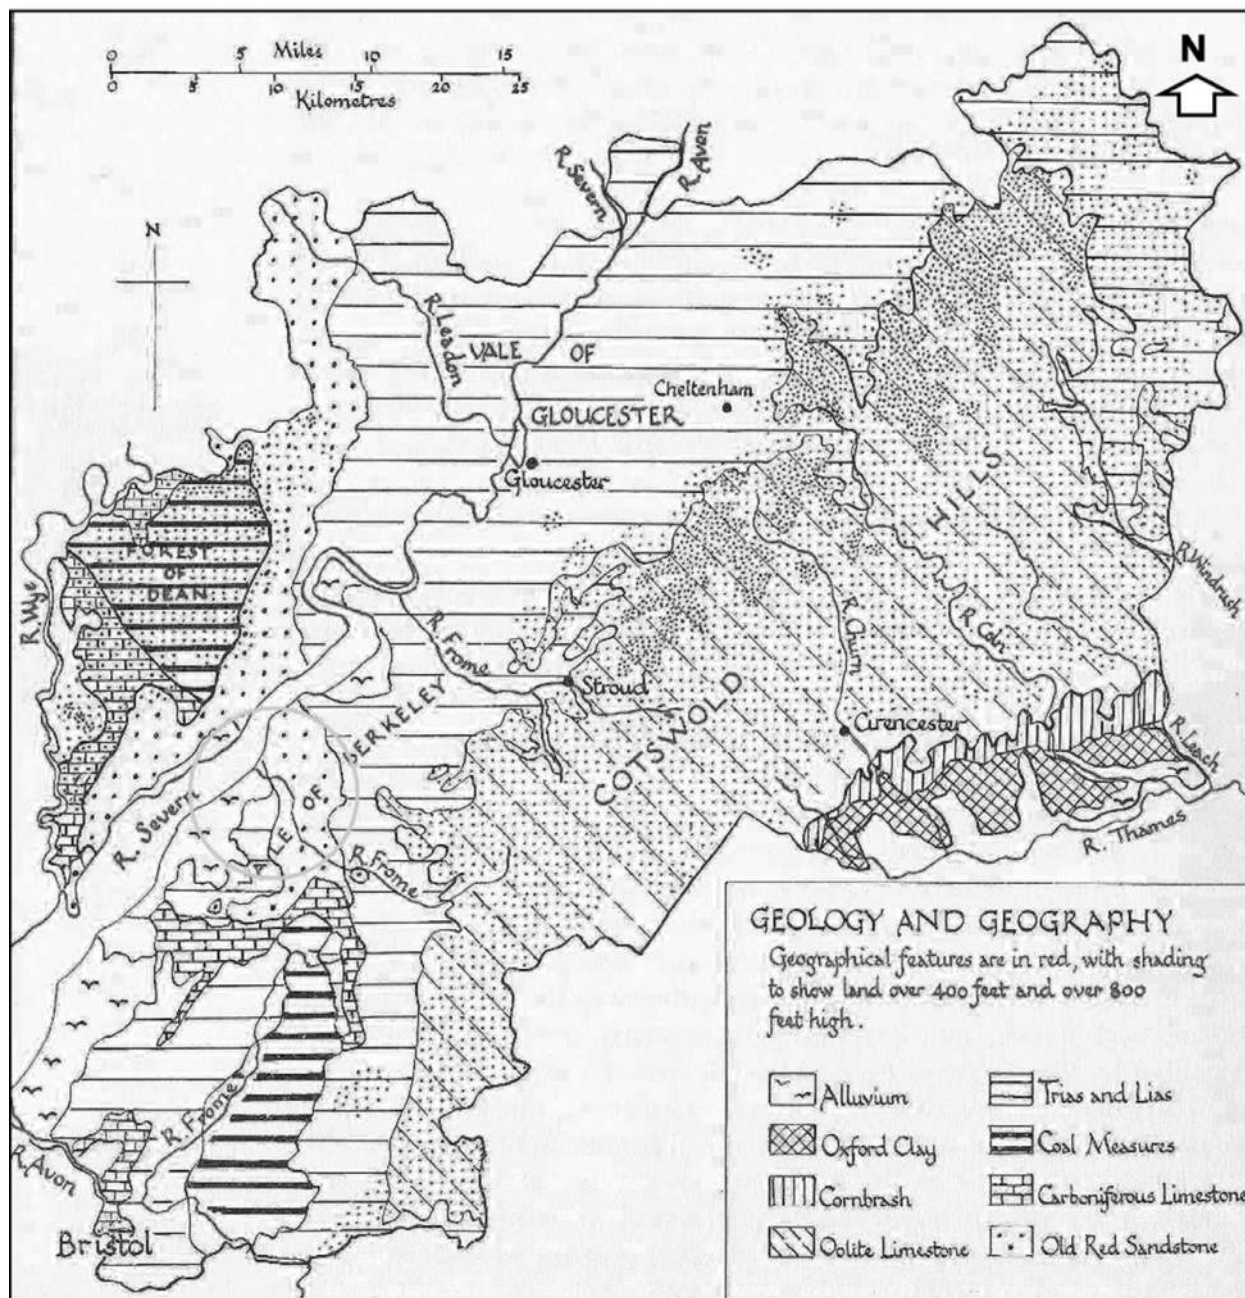 0 5 Miles 10 15
0 5 10 15 20 25
Kilometres
N
N
R. Severn
R. Aven
R. Leadon
VALE OF
GLOUCESTER
Cheltenham
Gloucester
FOREST
OF
DEAN
R. Wye
R. Frome
Stroud
HILLS
R. Windrush
R. Coln
R. Churn
COTSWOLD
Cirencester
R. Leach
R. Thames
VALE OF BERKELEY
R. Severn
R. Frome
R. Frome
R. Avon
Bristol
GEOLOGY AND GEOGRAPHY
Geographical features are in red, with shading
to show land over 400 feet and over 800
feet high.
Alluvium
Oxford Clay
Cornbrash
Oolite Limestone
Trias and Lias
Coal Measures
Carboniferous Limestone
Old Red Sandstone